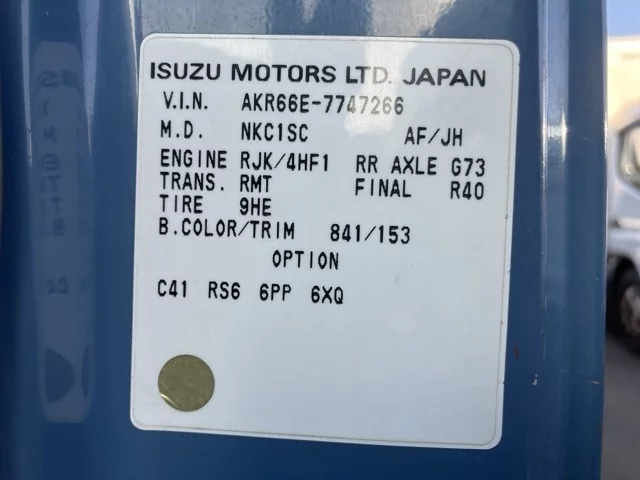 ISUZU MOTORS LTD. JAPAN
V.I.N. AKR66E-7747266
M.D. NKC1SC AF/JH
ENGINE RJK/4HF1 RR AXLE G73
TRANS. RMT FINAL R40
TIRE 9HE
B.COLOR/TRIM 841/153
OPTION
C41 RS6 6PP 6XQ